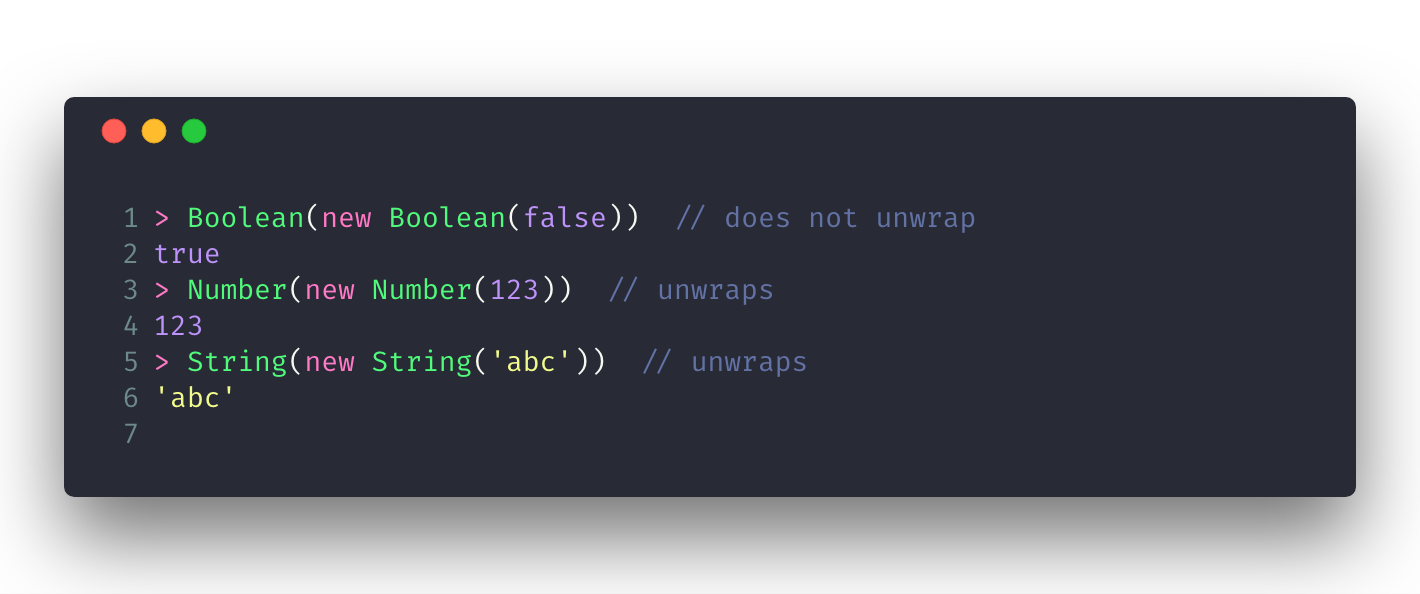 1 > Boolean(new Boolean(false))  // does not unwrap
2 true
3 > Number(new Number(123))  // unwraps
4 123
5 > String(new String('abc'))  // unwraps
6 'abc'
7